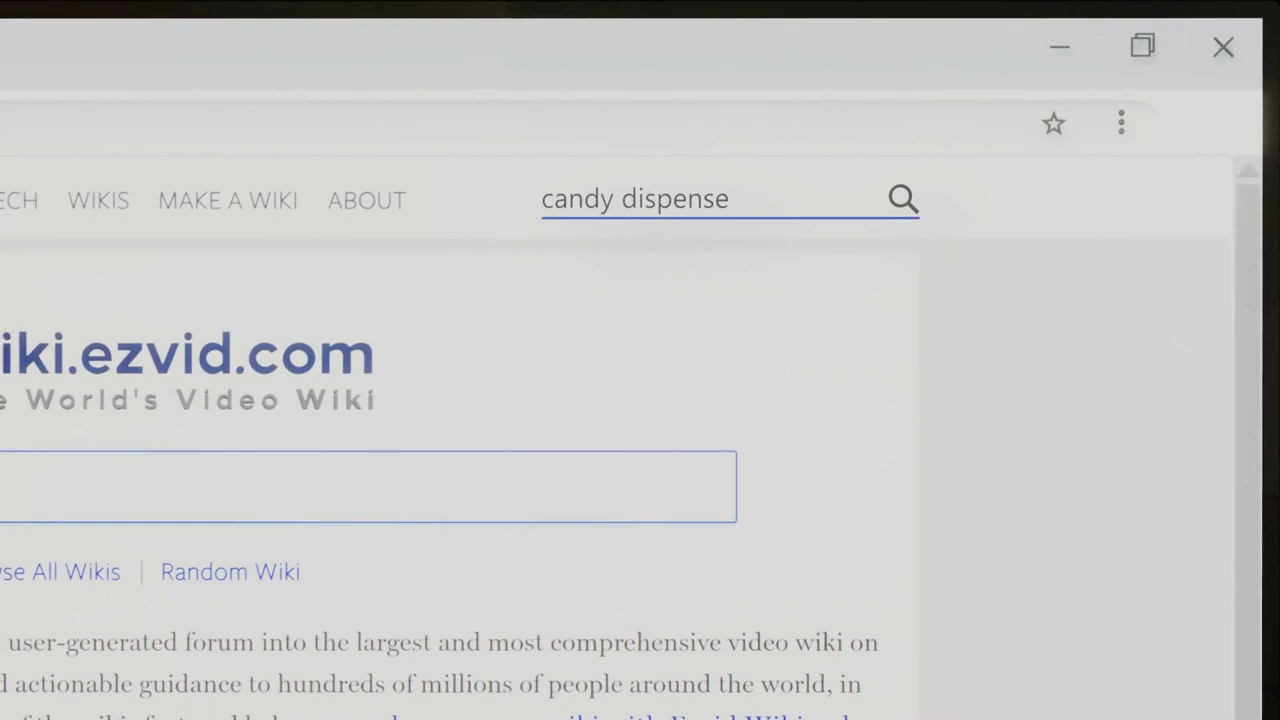 ECH WIKIS MAKE A WIKI ABOUT
candy dispense
iki.ezvid.com
e World's Video Wiki
se All Wikis | Random Wiki
user-generated forum into the largest and most comprehensive video wiki on
d actionable guidance to hundreds of millions of people around the world, in